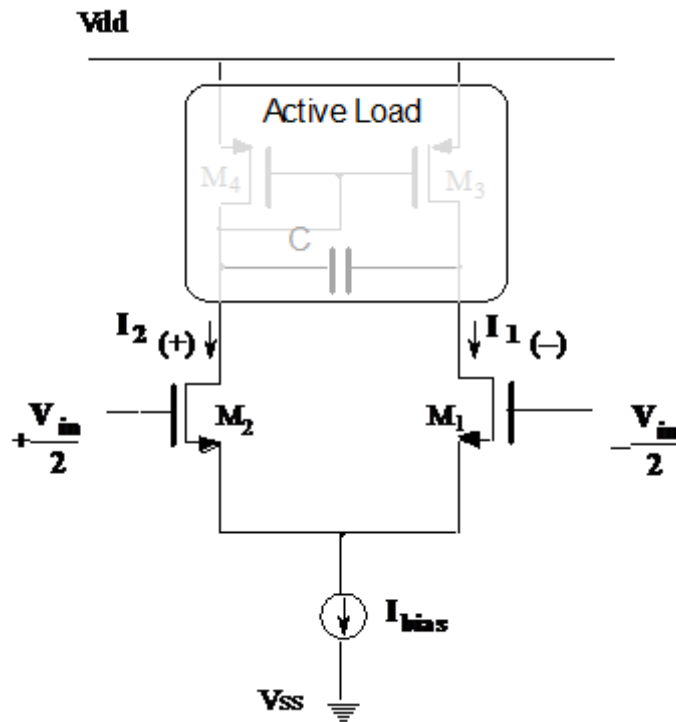 Vdd
Active Load
M4 M3
C
I2 (+) I1 (–)
+Vin/2 M2 M1 –Vin/2
Ibias
Vss